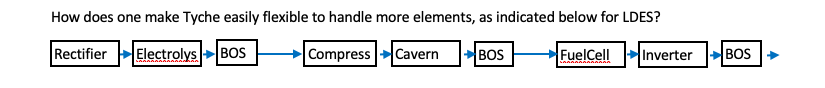 How does one make Tyche easily flexible to handle more elements, as indicated below for LDES?
Rectifier Electrolys BOS Compress Cavern BOS FuelCell Inverter BOS